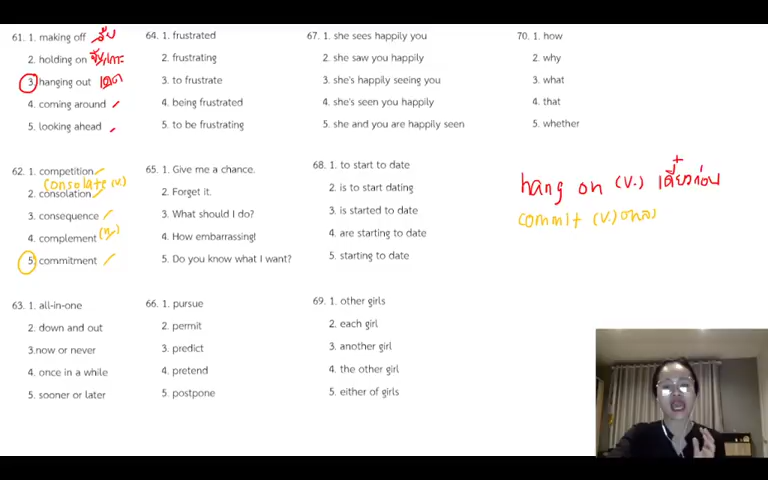 61. 1. making off
2. holding on
3. hanging out
4. coming around
5. looking ahead
62. 1. competition
consolate (v.)
2. consolation
3. consequence
4. complement (n.)
5. commitment
63. 1. all-in-one
2. down and out
3.now or never
4. once in a while
5. sooner or later
64. 1. frustrated
2. frustrating
3. to frustrate
4. being frustrated
5. to be frustrating
65. 1. Give me a chance.
2. Forget it.
3. What should I do?
4. How embarrassing!
5. Do you know what I want?
66. 1. pursue
2. permit
3. predict
4. pretend
5. postpone
67. 1. she sees happily you
2. she saw you happily
3. she's happily seeing you
4. she's seen you happily
5. she and you are happily seen
68. 1. to start to date
2. is to start dating
3. is started to date
4. are starting to date
5. starting to date
69. 1. other girls
2. each girl
3. another girl
4. the other girl
5. either of girls
70. 1. how
2. why
3. what
4. that
5. whether
hang on (v.) เดี๋ยวก่อน
commit (v.)